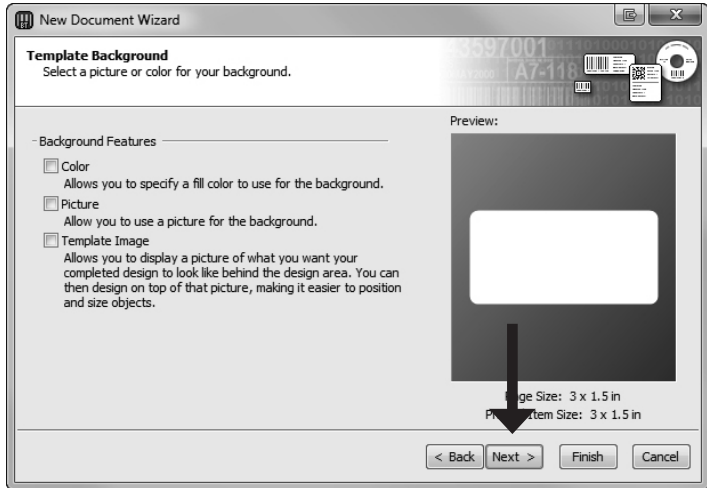 New Document Wizard
Template Background
Select a picture or color for your background.
3597001
A7-118
Preview:
Background Features
Color
Allows you to specify a fill color to use for the background.
Picture
Allow you to use a picture for the background.
Template Image
Allows you to display a picture of what you want your
completed design to look like behind the design area. You can
then design on top of that picture, making it easier to position
and size objects.
Size: 3 x 1.5 in
Item Size: 3 x 1.5 in
< Back
Next >
Finish
Cancel